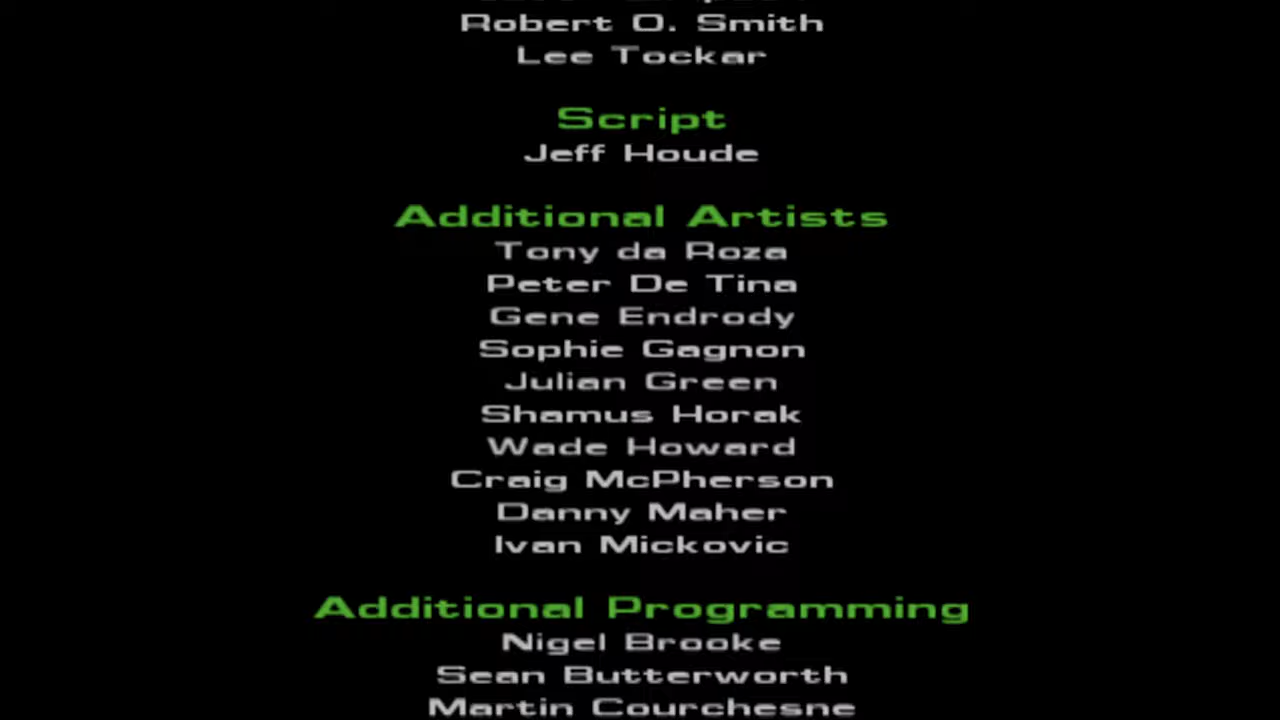 Robert O. Smith
Lee Tockar
Script
Jeff Houde
Additional Artists
Tony da Roza
Peter De Tina
Gene Endrody
Sophie Gagnon
Julian Green
Shamus Horak
Wade Howard
Craig McPherson
Danny Maher
Ivan Mickovic
Additional Programming
Nigel Brooke
Sean Butterworth
Martin Courchesne